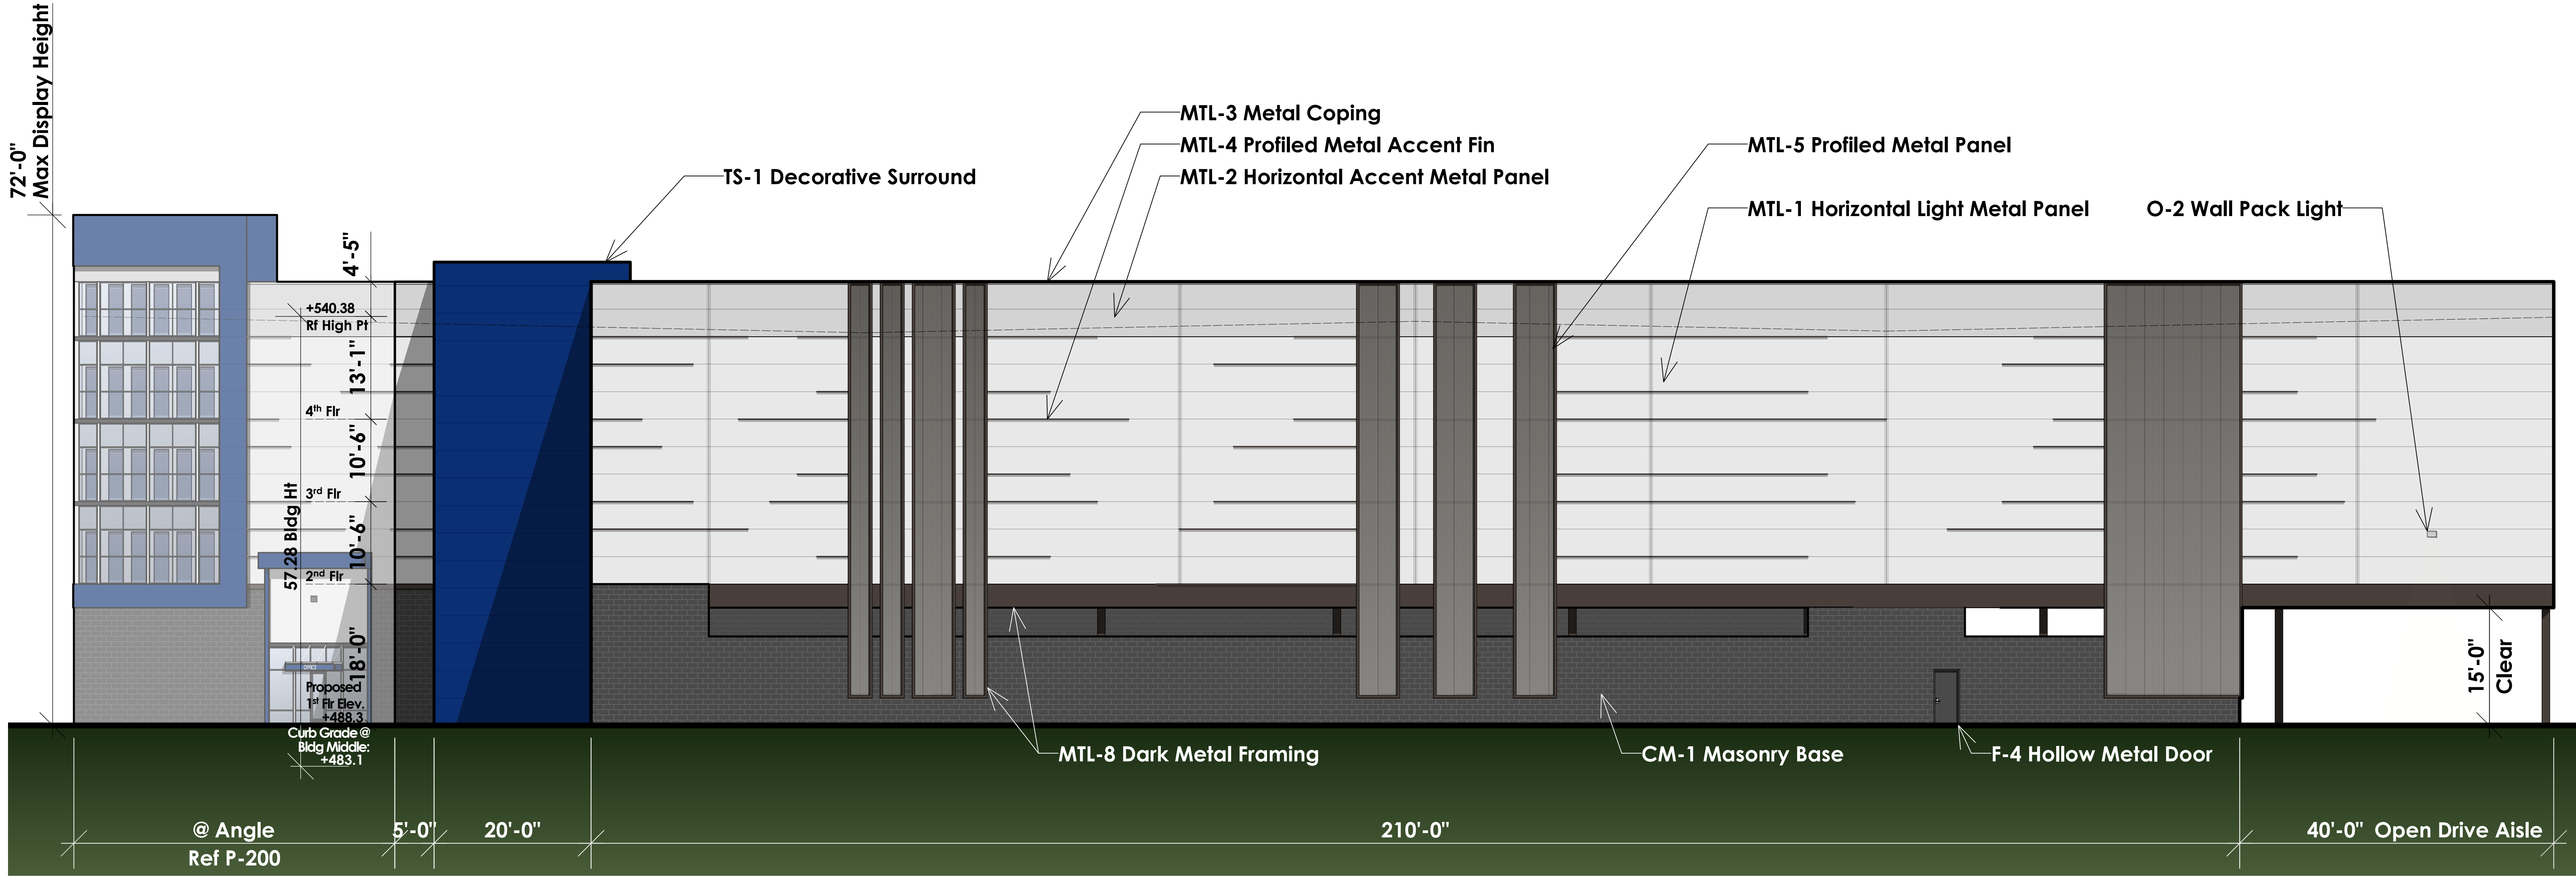 72'-0"
Max Display Height
MTL-3 Metal Coping
MTL-4 Profiled Metal Accent Fin
MTL-2 Horizontal Accent Metal Panel
TS-1 Decorative Surround
MTL-5 Profiled Metal Panel
MTL-1 Horizontal Light Metal Panel
O-2 Wall Pack Light
4'-5"
+540.38
Rf High Pt
13'-1"
4th Flr
10'-6"
3rd Flr
57.28 Bldg Ht
10'-6"
2nd Flr
18'-0"
OFFICE
Proposed
1st Flr Elev.
+488.3
Curb Grade @
Bldg Middle:
+483.1
15'-0"
Clear
MTL-8 Dark Metal Framing
CM-1 Masonry Base
F-4 Hollow Metal Door
@ Angle
Ref P-200
5'-0"
20'-0"
210'-0"
40'-0" Open Drive Aisle